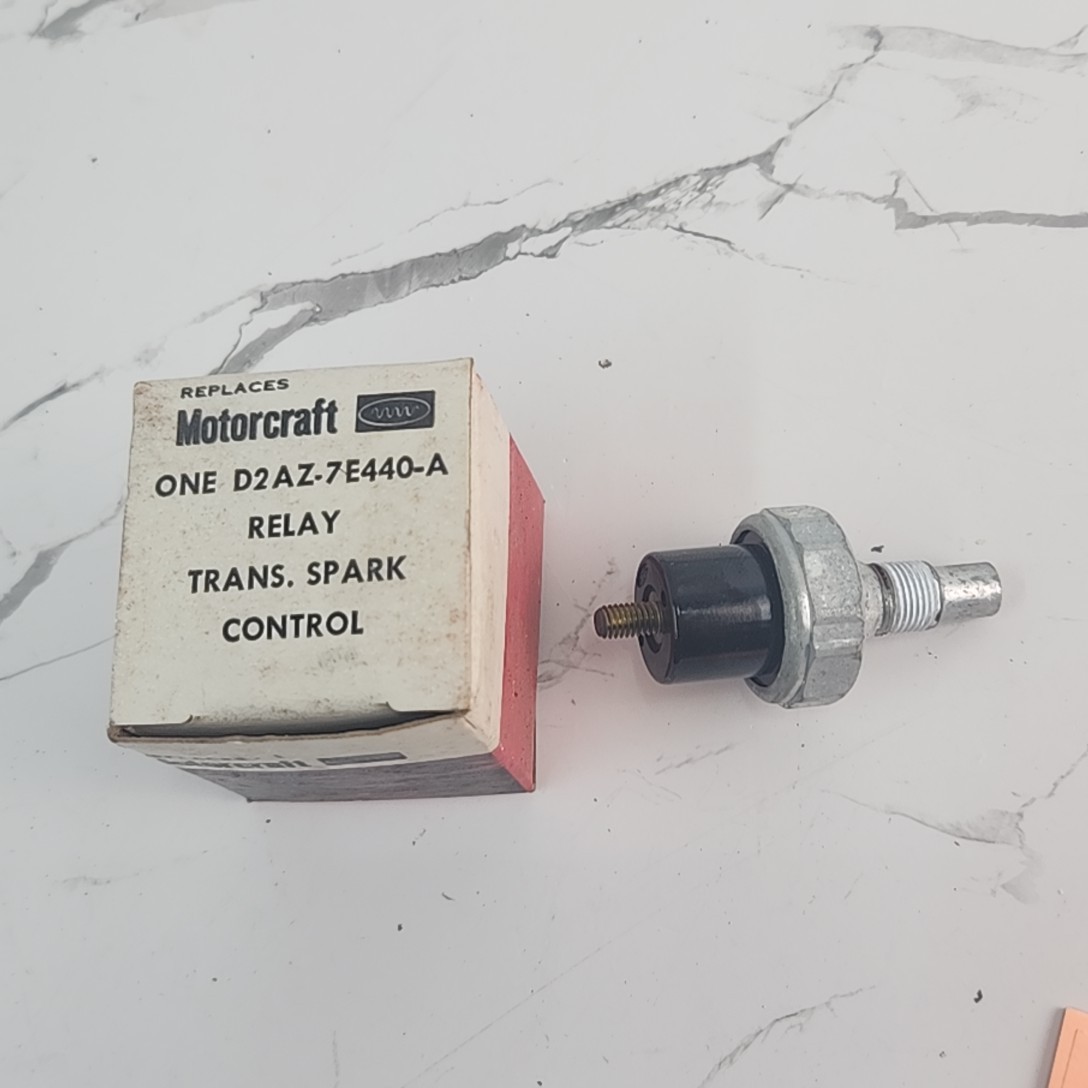 REPLACES
Motorcraft
ONE D2AZ-7E440-A
RELAY
TRANS. SPARK
CONTROL